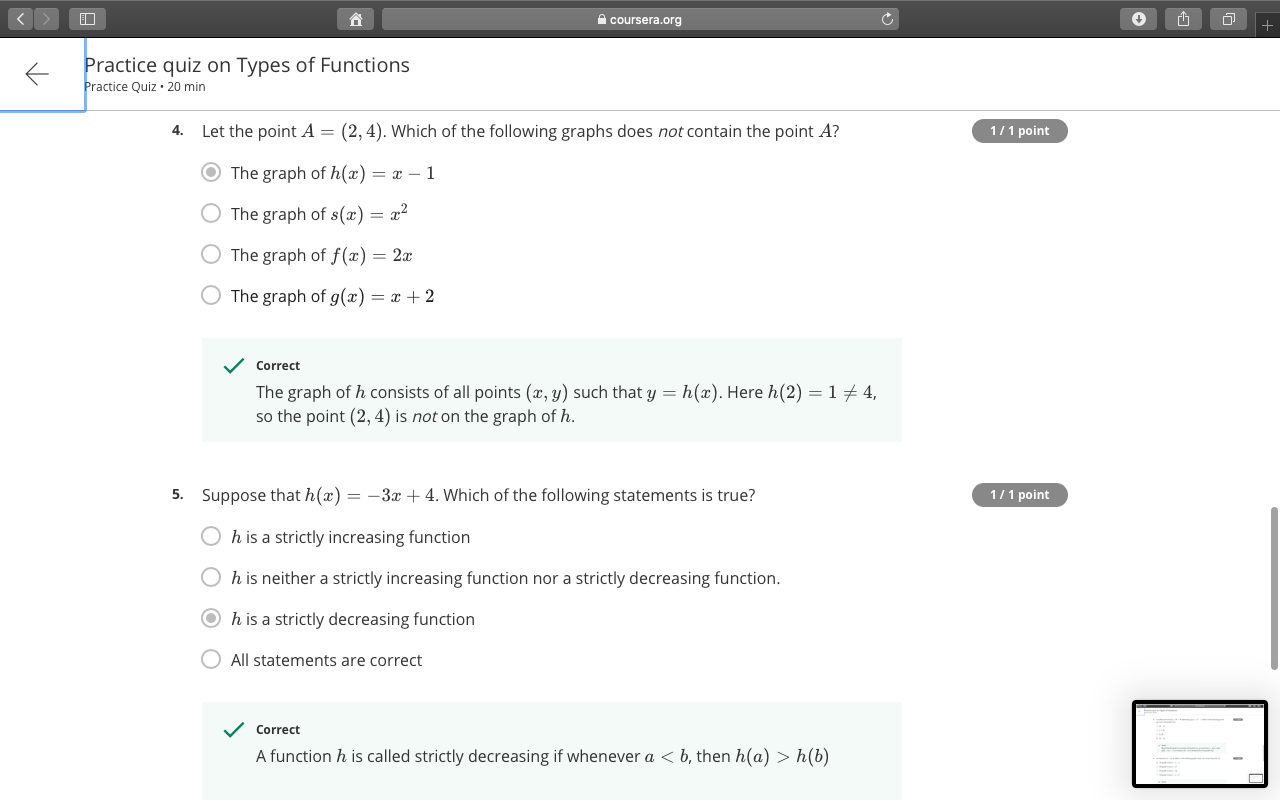 coursera.org
Practice quiz on Types of Functions
Practice Quiz • 20 min
4. Let the point A = (2, 4). Which of the following graphs does not contain the point A?
1 / 1 point
The graph of h(x) = x − 1
The graph of s(x) = x²
The graph of f(x) = 2x
The graph of g(x) = x + 2
Correct
The graph of h consists of all points (x, y) such that y = h(x). Here h(2) = 1 ≠ 4,
so the point (2, 4) is not on the graph of h.
5. Suppose that h(x) = −3x + 4. Which of the following statements is true?
1 / 1 point
h is a strictly increasing function
h is neither a strictly increasing function nor a strictly decreasing function.
h is a strictly decreasing function
All statements are correct
Correct
A function h is called strictly decreasing if whenever a < b, then h(a) > h(b)